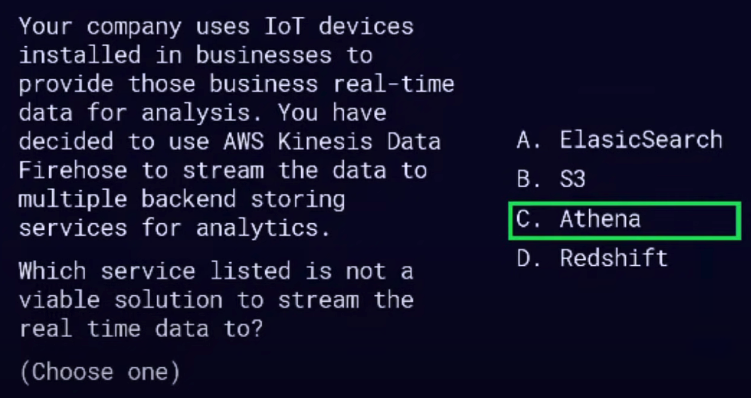 Your company uses IoT devices
installed in businesses to
provide those business real-time
data for analysis. You have
decided to use AWS Kinesis Data
Firehose to stream the data to
multiple backend storing
services for analytics.
Which service listed is not a
viable solution to stream the
real time data to?
(Choose one)
A. ElasicSearch
B. S3
C. Athena
D. Redshift